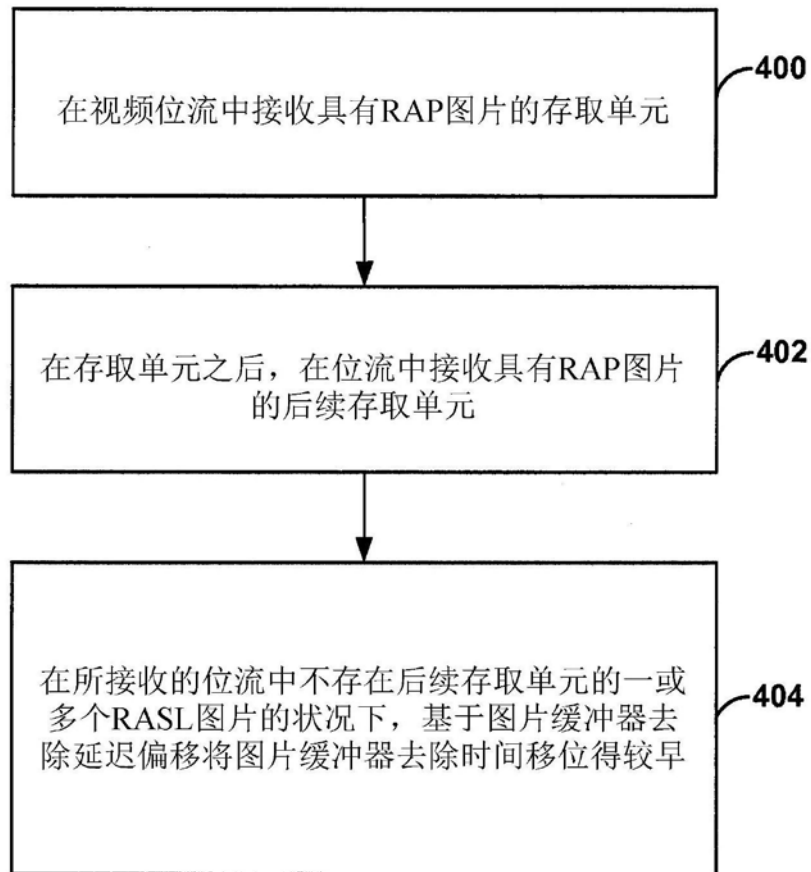 在视频位流中接收具有RAP图片的存取单元
400
在存取单元之后，在位流中接收具有RAP图片
的后续存取单元
402
在所接收的位流中不存在后续存取单元的一或
多个RASL图片的状况下，基于图片缓冲器去
除延迟偏移将图片缓冲器去除时间移位得较早
404